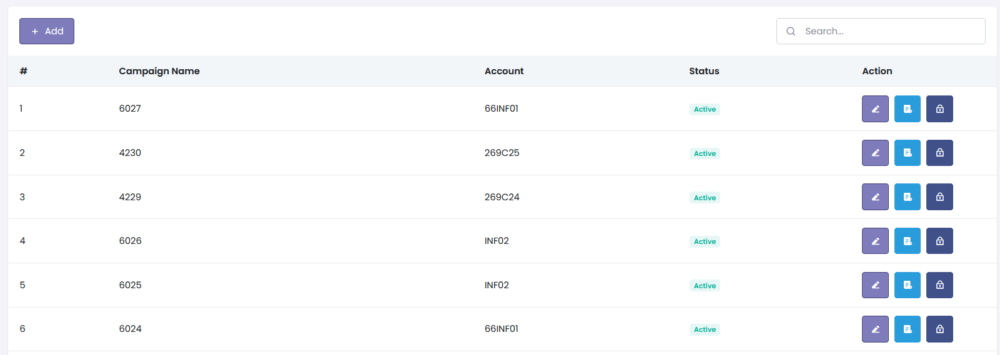 + Add
Search...
# Campaign Name Account Status Action
1 6027 66INF01 Active
2 4230 269C25 Active
3 4229 269C24 Active
4 6026 INF02 Active
5 6025 INF02 Active
6 6024 66INF01 Active